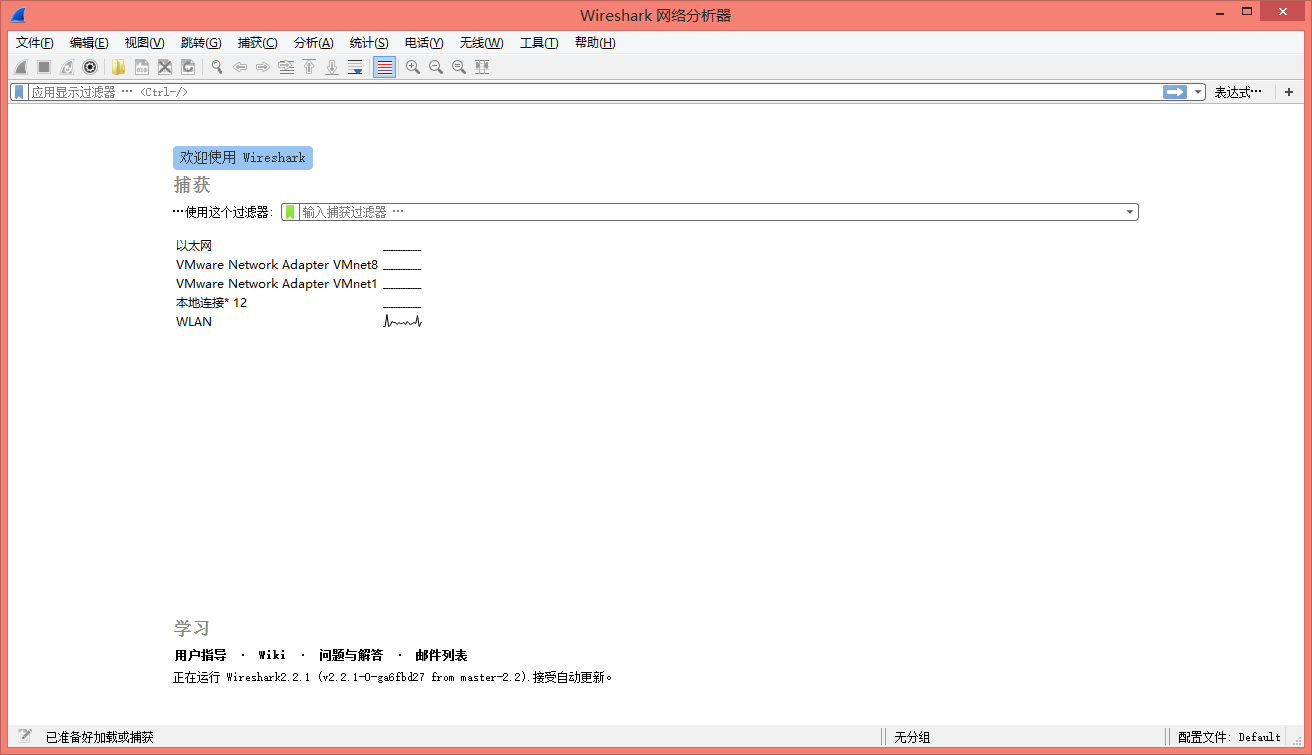 Wireshark 网络分析器
文件(F) 编辑(E) 视图(V) 跳转(G) 捕获(C) 分析(A) 统计(S) 电话(Y) 无线(W) 工具(T) 帮助(H)
应用显示过滤器 … <Ctrl-/> 表达式… +
欢迎使用 Wireshark
捕获
…使用这个过滤器: 输入捕获过滤器 …
以太网
VMware Network Adapter VMnet8
VMware Network Adapter VMnet1
本地连接* 12
WLAN
学习
用户指导 · Wiki · 问题与解答 · 邮件列表
正在运行 Wireshark2.2.1 (v2.2.1-0-ga6fbd27 from master-2.2).接受自动更新。
已准备好加载或捕获 无分组 配置文件: Default